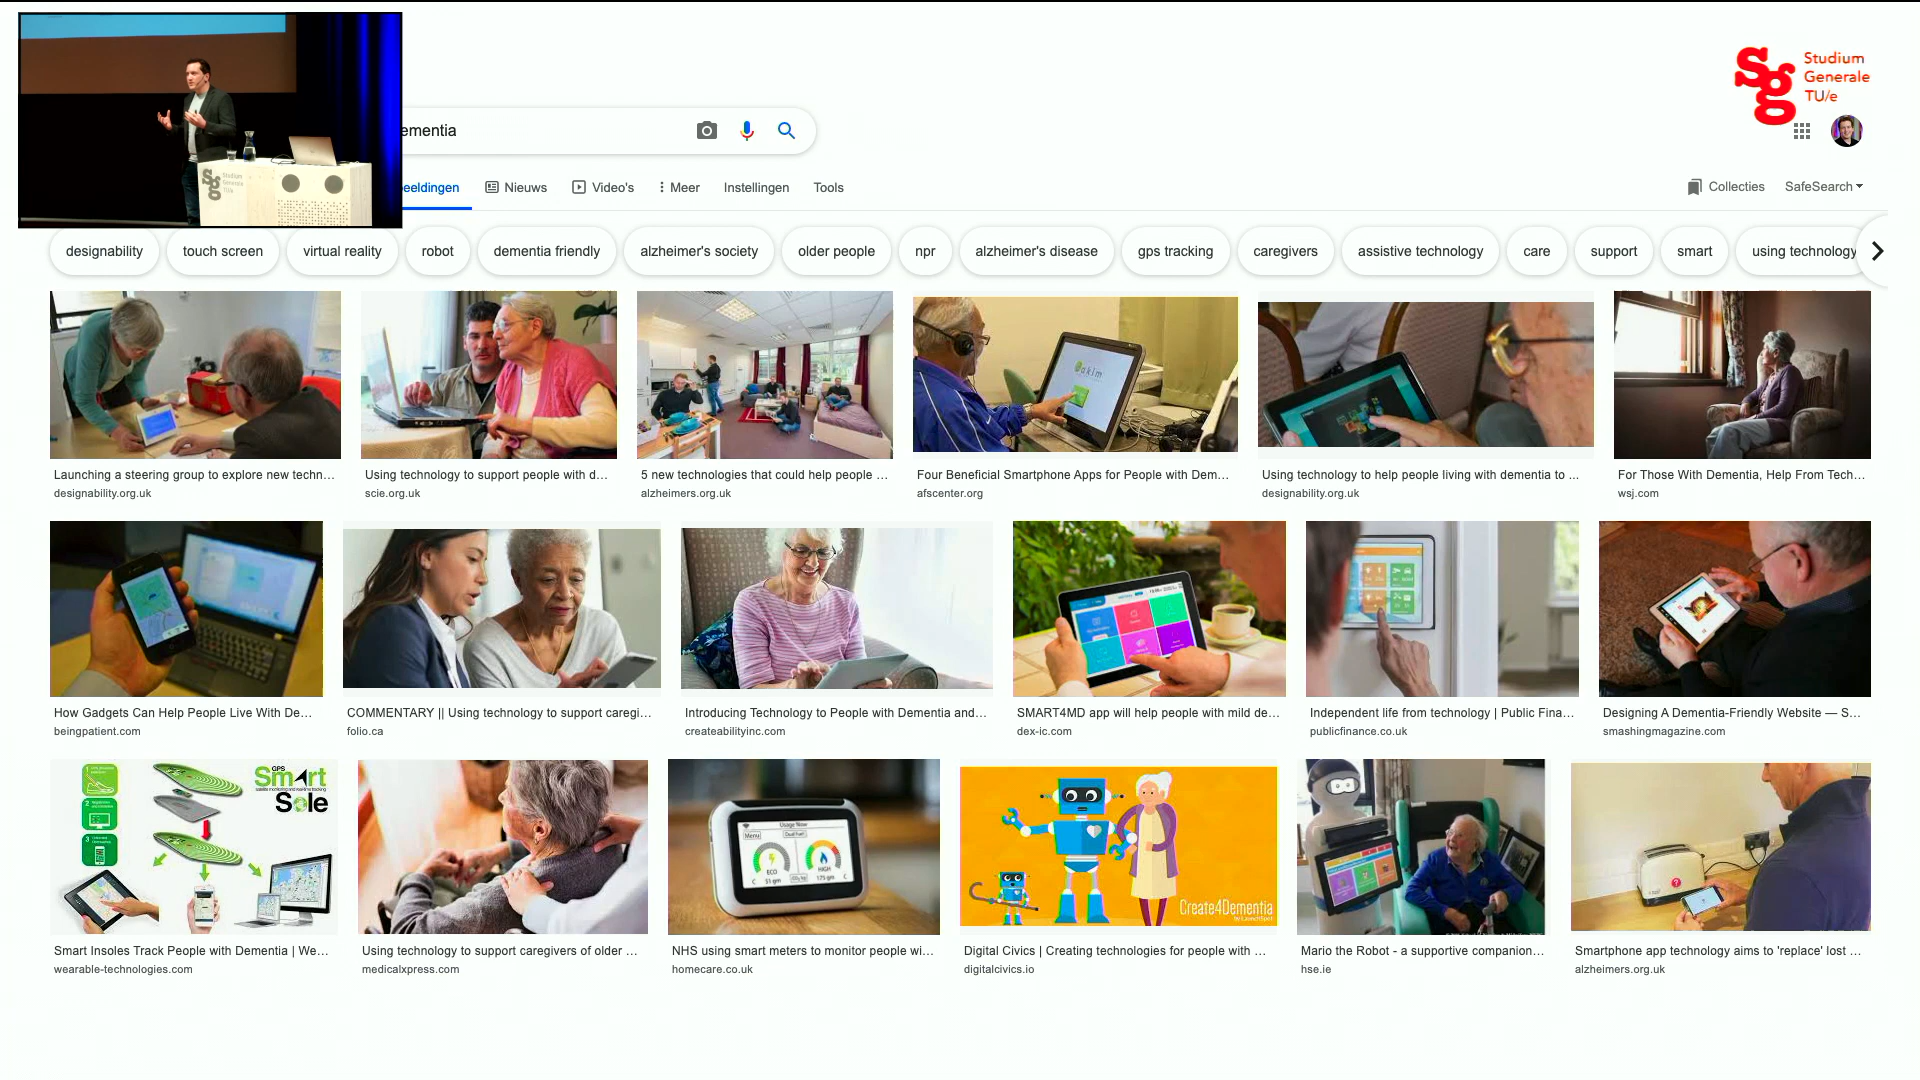 Studium
Generale
TU/e
ementia
eeldingen
Nieuws
Video's
Meer
Instellingen
Tools
Collecties
SafeSearch
designability
touch screen
virtual reality
robot
dementia friendly
alzheimer's society
older people
npr
alzheimer's disease
gps tracking
caregivers
assistive technology
care
support
smart
using technology
Launching a steering group to explore new techn...
Using technology to support people with d...
5 new technologies that could help people ...
Four Beneficial Smartphone Apps for People with Dem...
Using technology to help people living with dementia to ...
For Those With Dementia, Help From Tech...
designability.org.uk
scie.org.uk
alzheimers.org.uk
afscenter.org
designability.org.uk
wsj.com
How Gadgets Can Help People Live With De...
COMMENTARY || Using technology to support caregi...
Introducing Technology to People with Dementia and...
SMART4MD app will help people with mild de...
Independent life from technology | Public Fina...
Designing A Dementia-Friendly Website — S...
beingpatient.com
folio.ca
createabilityinc.com
dex-ic.com
publicfinance.co.uk
smashingmagazine.com
GPS
Smart
Sole
Usage Now
Menu
Dual fuel
ECO
HIGH
Create4Dementia
Smart Insoles Track People with Dementia | We...
Using technology to support caregivers of older ...
NHS using smart meters to monitor people wi...
Digital Civics | Creating technologies for people with ...
Mario the Robot - a supportive companion...
Smartphone app technology aims to 'replace' lost ...
wearable-technologies.com
medicalxpress.com
homecare.co.uk
digitalcivics.io
hse.ie
alzheimers.org.uk